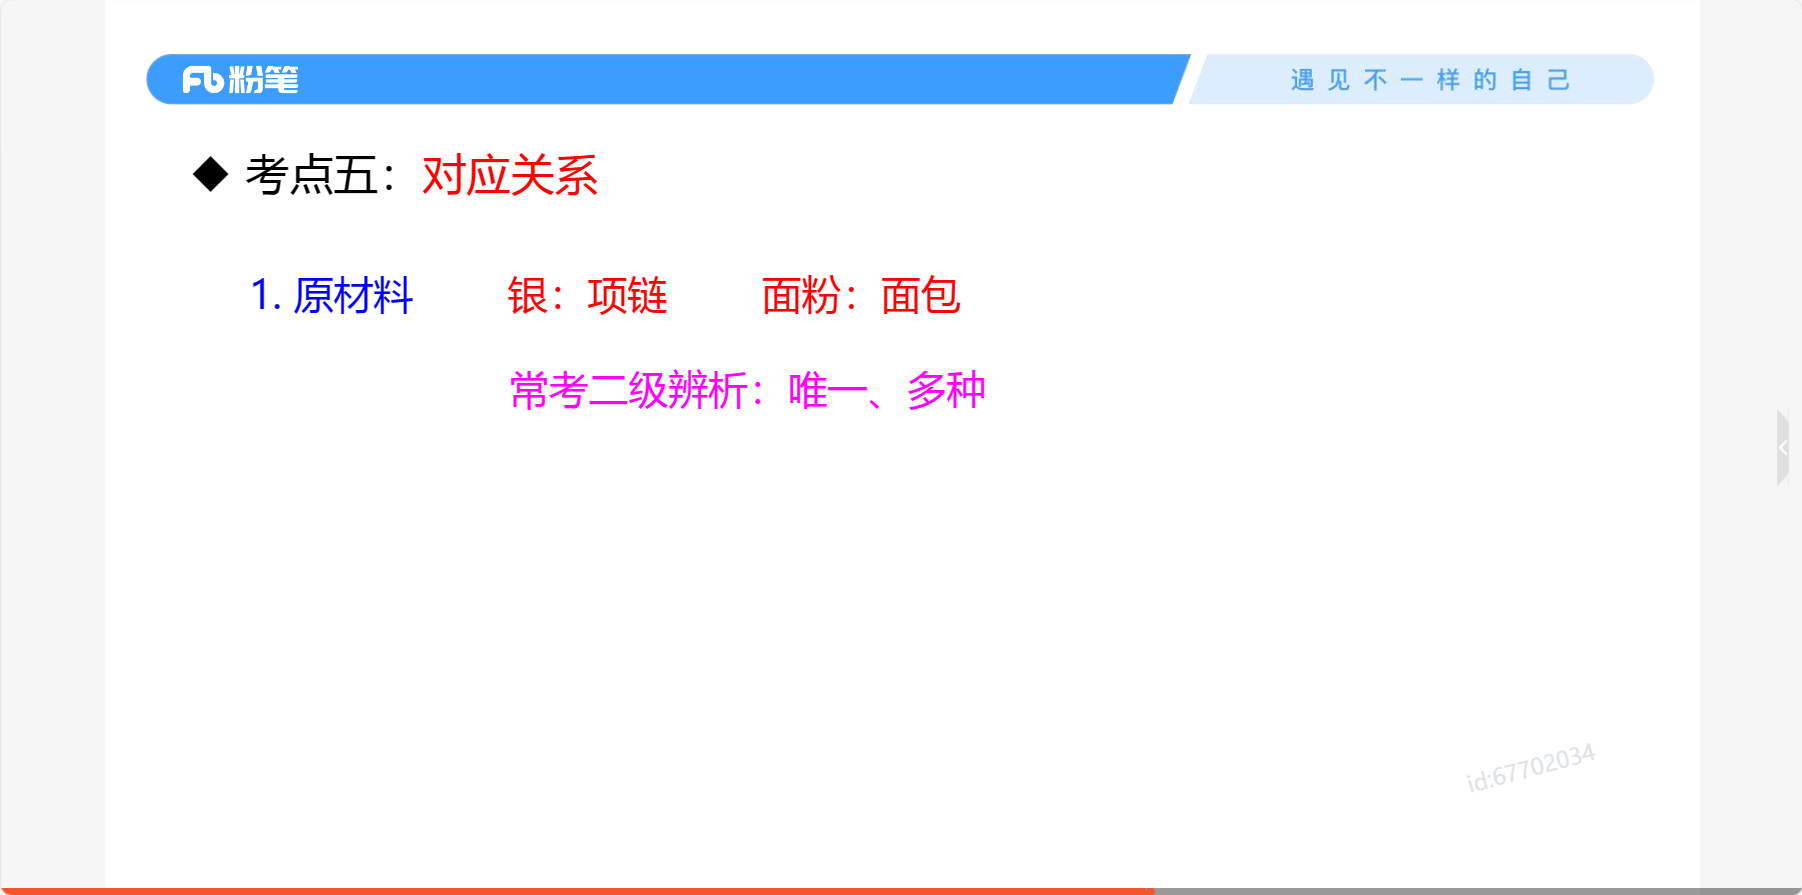 Fb粉笔
遇见不一样的自己
◆ 考点五：对应关系
1. 原材料 银：项链 面粉：面包
常考二级辨析：唯一、多种
id:67702034